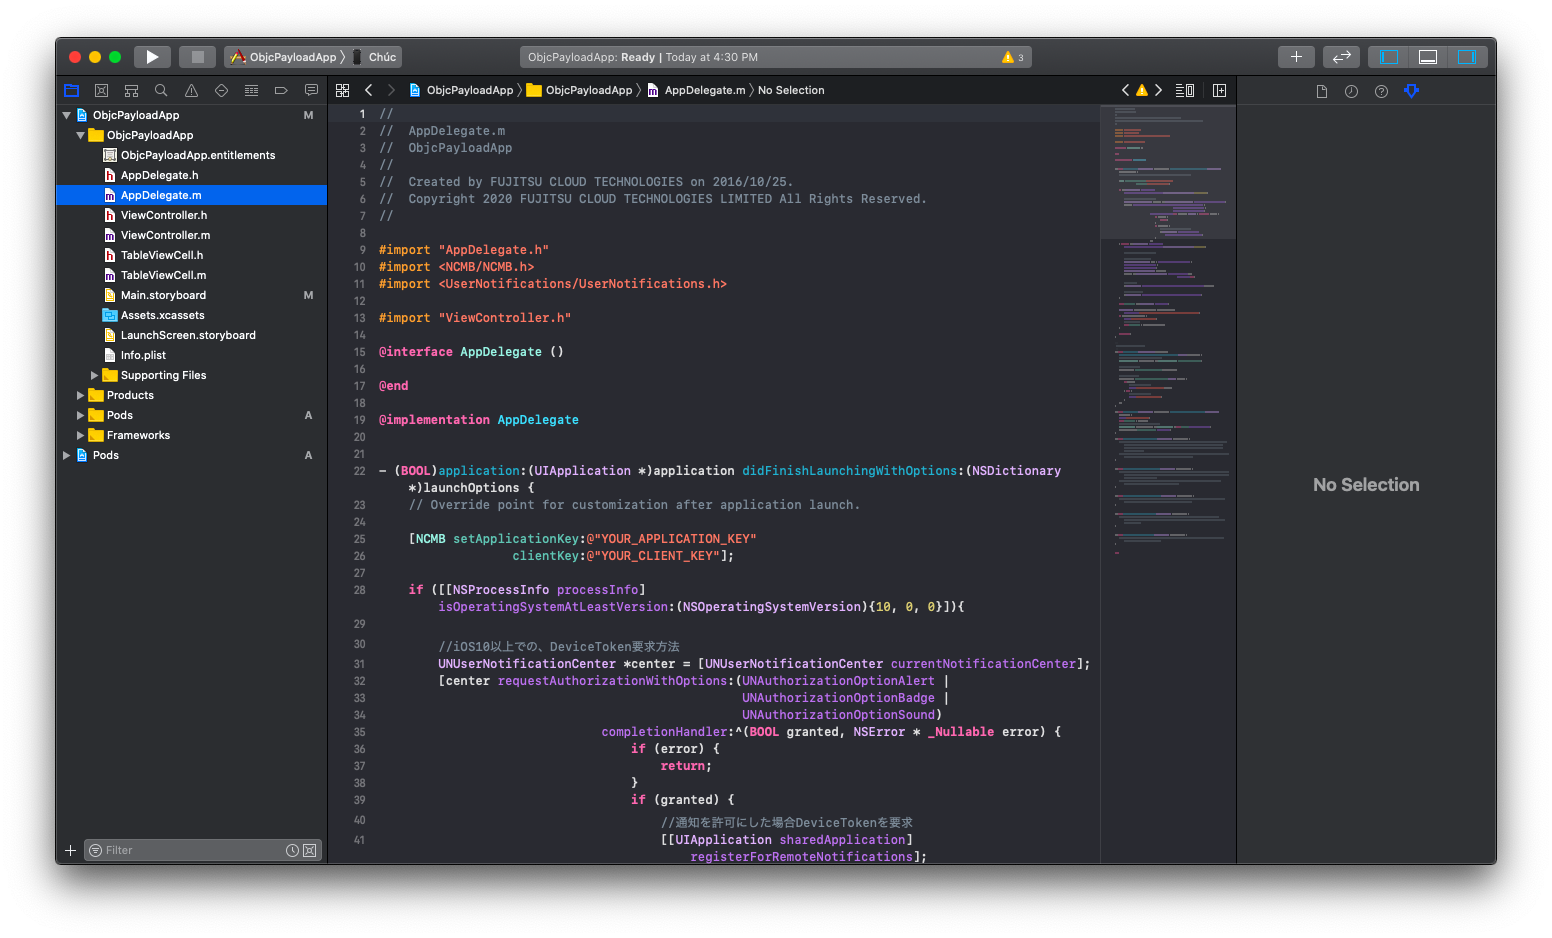 ObjcPayloadApp Chúc
ObjcPayloadApp: Ready | Today at 4:30 PM
3
ObjcPayloadApp ObjcPayloadApp AppDelegate.m No Selection
ObjcPayloadApp M
ObjcPayloadApp
ObjcPayloadApp.entitlements
AppDelegate.h
AppDelegate.m
ViewController.h
ViewController.m
TableViewCell.h
TableViewCell.m
Main.storyboard M
Assets.xcassets
LaunchScreen.storyboard
Info.plist
Supporting Files
Products
Pods A
Frameworks
Pods A
Filter
1 //
2 //  AppDelegate.m
3 //  ObjcPayloadApp
4 //
5 //  Created by FUJITSU CLOUD TECHNOLOGIES on 2016/10/25.
6 //  Copyright 2020 FUJITSU CLOUD TECHNOLOGIES LIMITED All Rights Reserved.
7 //
8
9 #import "AppDelegate.h"
10 #import <NCMB/NCMB.h>
11 #import <UserNotifications/UserNotifications.h>
12
13 #import "ViewController.h"
14
15 @interface AppDelegate ()
16
17 @end
18
19 @implementation AppDelegate
20
21
22 - (BOOL)application:(UIApplication *)application didFinishLaunchingWithOptions:(NSDictionary
*)launchOptions {
23 // Override point for customization after application launch.
24
25 [NCMB setApplicationKey:@"YOUR_APPLICATION_KEY"
26 clientKey:@"YOUR_CLIENT_KEY"];
27
28 if ([[NSProcessInfo processInfo]
isOperatingSystemAtLeastVersion:(NSOperatingSystemVersion){10, 0, 0}]){
29
30 //iOS10以上での、DeviceToken要求方法
31 UNUserNotificationCenter *center = [UNUserNotificationCenter currentNotificationCenter];
32 [center requestAuthorizationWithOptions:(UNAuthorizationOptionAlert |
33 UNAuthorizationOptionBadge |
34 UNAuthorizationOptionSound)
35 completionHandler:^(BOOL granted, NSError * _Nullable error) {
36 if (error) {
37 return;
38 }
39 if (granted) {
40 //通知を許可にした場合DeviceTokenを要求
41 [[UIApplication sharedApplication]
registerForRemoteNotifications];
No Selection